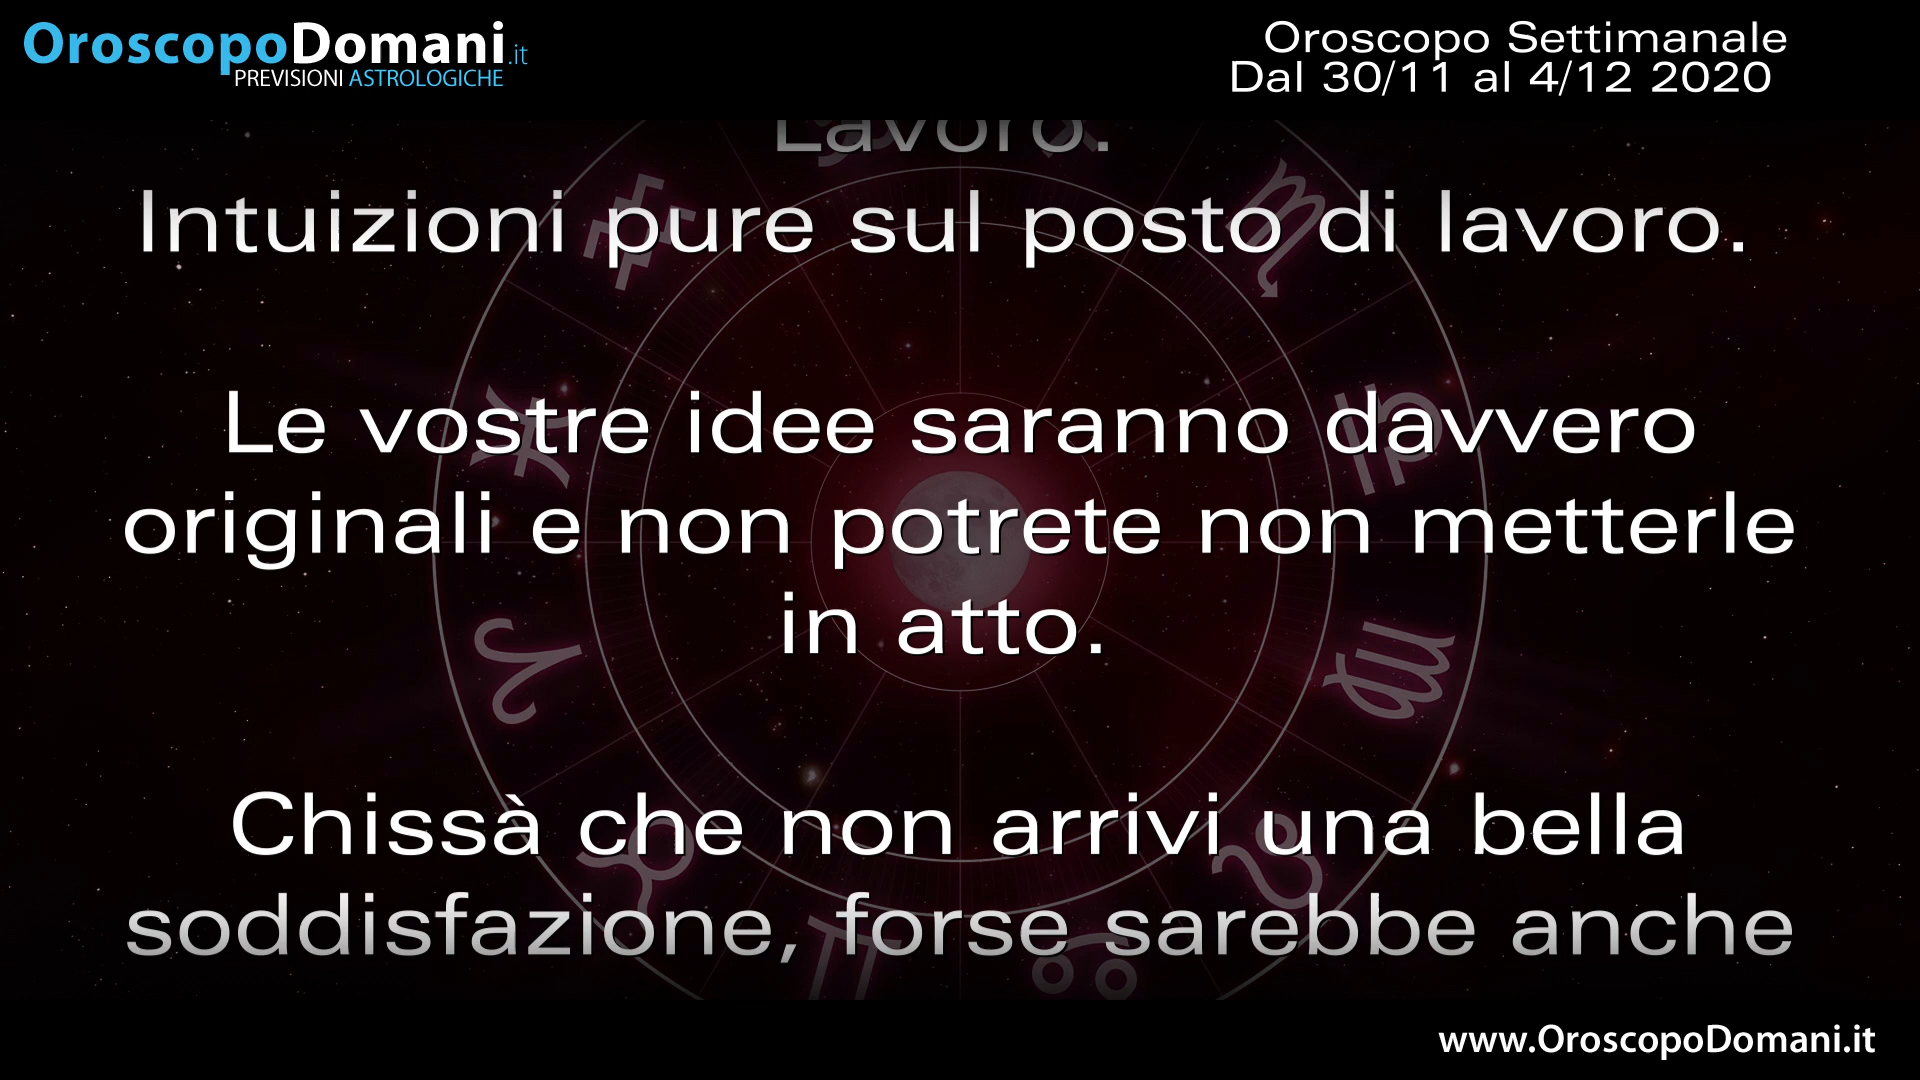 OroscopoDomani.it
PREVISIONI ASTROLOGICHE
Oroscopo Settimanale
Dal 30/11 al 4/12 2020
Lavoro.
Intuizioni pure sul posto di lavoro.
Le vostre idee saranno davvero
originali e non potrete non metterle
in atto.
Chissà che non arrivi una bella
soddisfazione, forse sarebbe anche
www.OroscopoDomani.it